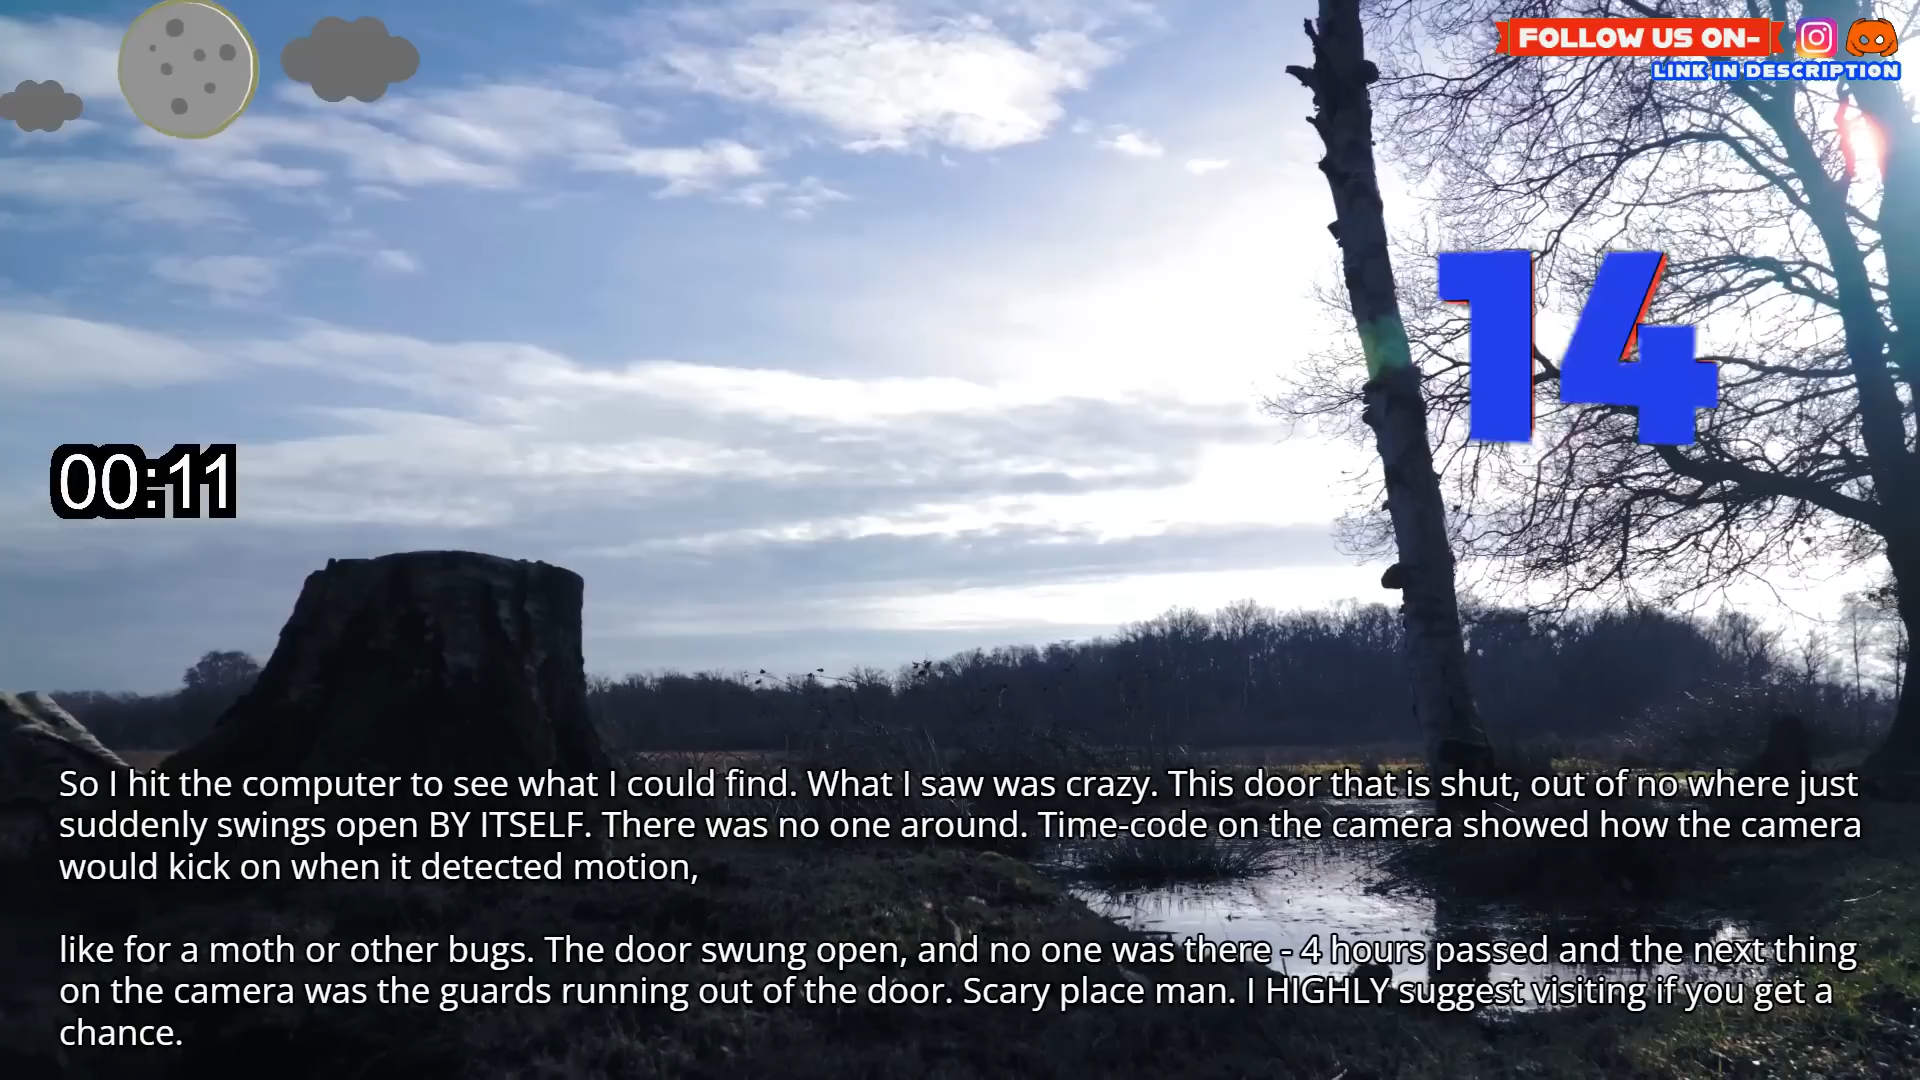 FOLLOW US ON-
LINK IN DESCRIPTION
14
00:11
So I hit the computer to see what I could find. What I saw was crazy. This door that is shut, out of no where just
suddenly swings open BY ITSELF. There was no one around. Time-code on the camera showed how the camera
would kick on when it detected motion,
like for a moth or other bugs. The door swung open, and no one was there - 4 hours passed and the next thing
on the camera was the guards running out of the door. Scary place man. I HIGHLY suggest visiting if you get a
chance.